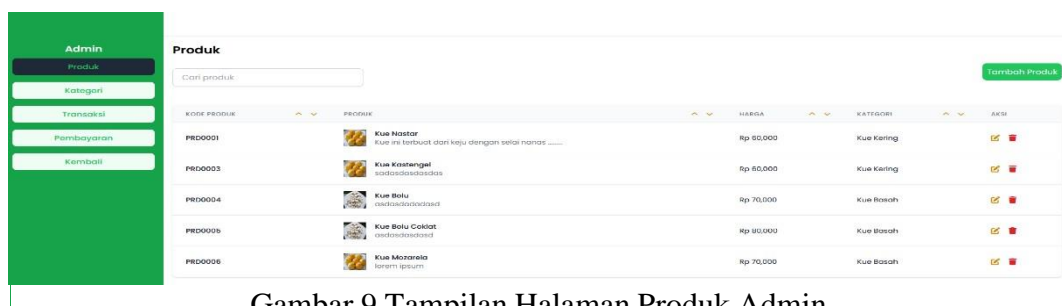 Admin
Produk
Kategori
Transaksi
Pembayaran
Kembali
Produk
Cari produk
Tambah Produk
KODE PRODUK PRODUK HARGA KATEGORI AKSI
PRD0001 Kue Nastar Rp 60,000 Kue Kering
Kue ini terbuat dari keju dengan selai nanas
PRD0003 Kue Kastengel Rp 60,000 Kue Kering
sadasdasdasdas
PRD0004 Kue Bolu Rp 70,000 Kue Basah
PRD0005 Kue Bolu Coklat Rp 80,000 Kue Basah
asdasdasdasd
PRD0006 Kue Mozarela Rp 70,000 Kue Basah
lorem ipsum
Gambar 9 Tampilan Halaman Produk Admin